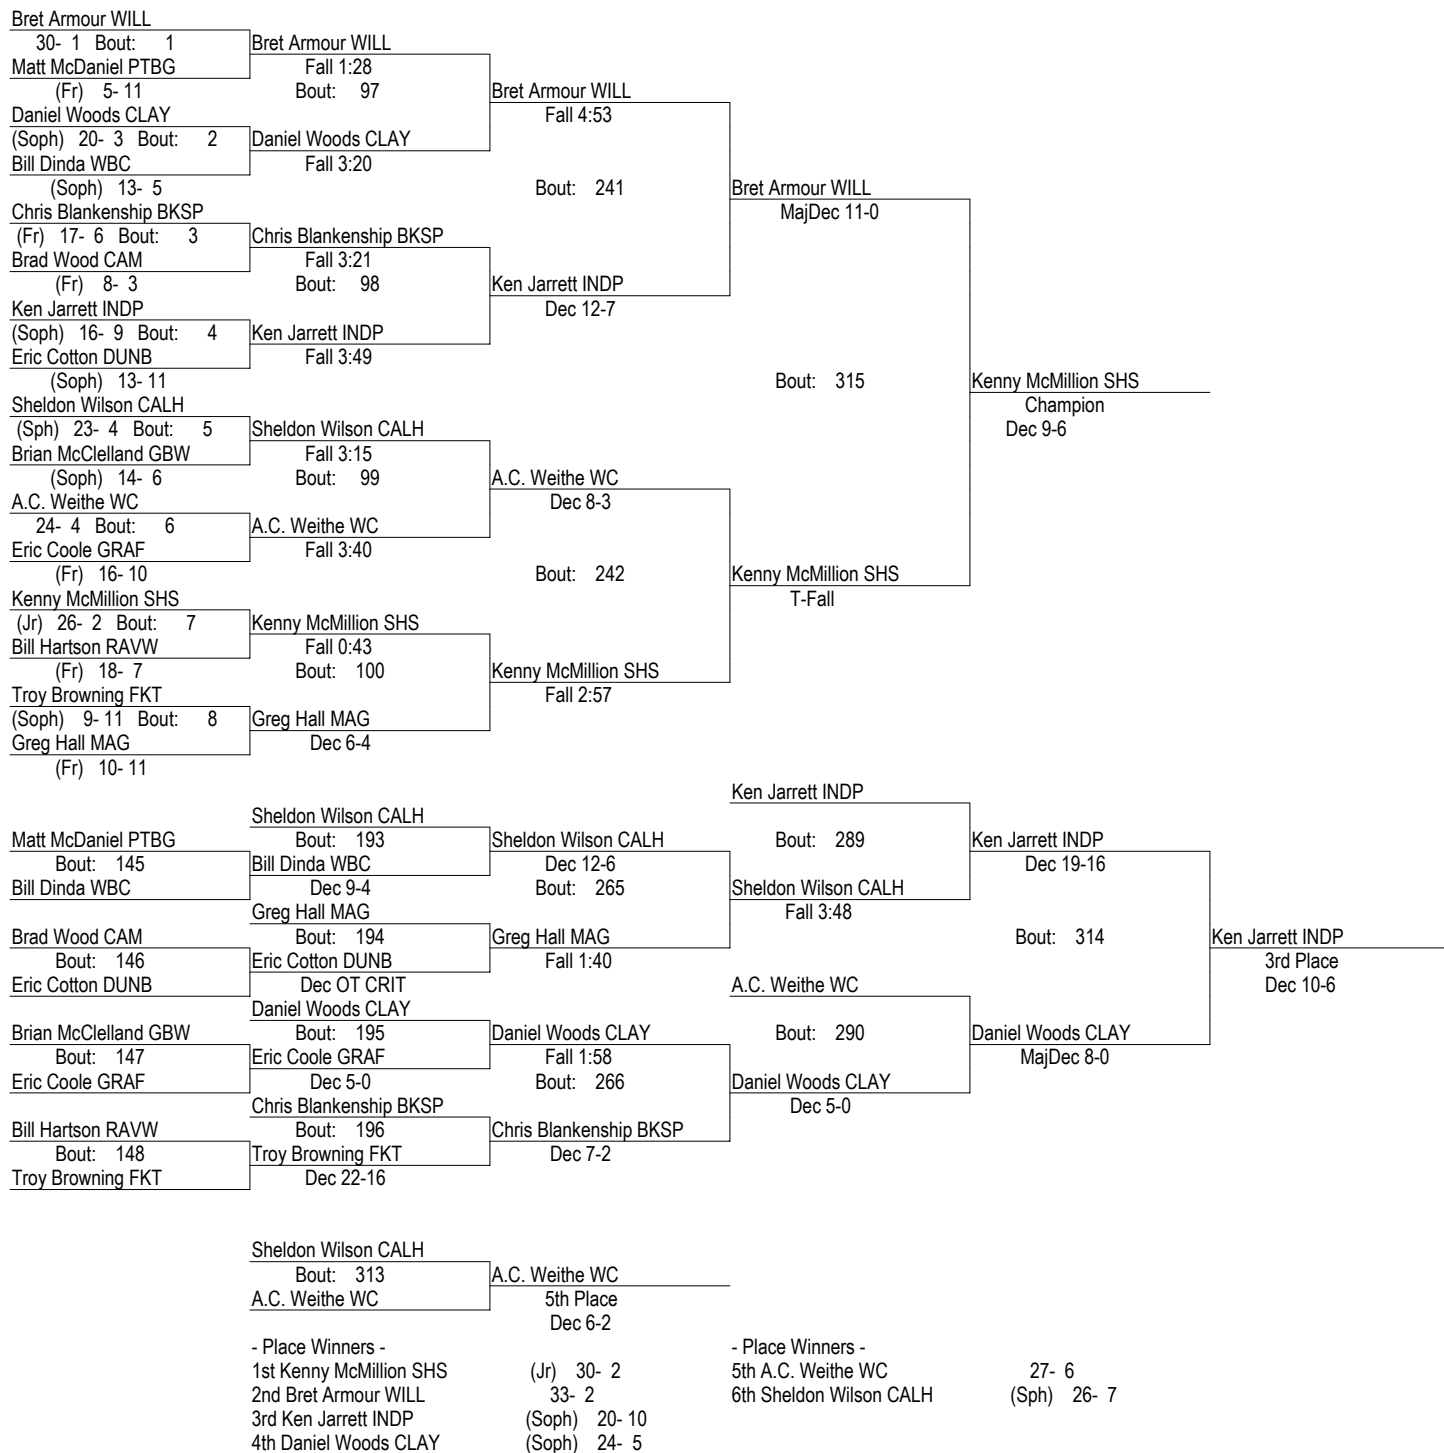 Bret Armour WILL
30- 1 Bout: 1
Bret Armour WILL
Matt McDaniel PTBG
Fall 1:28
(Fr) 5- 11
Bout: 97
Bret Armour WILL
Daniel Woods CLAY
Fall 4:53
(Soph) 20- 3 Bout: 2
Daniel Woods CLAY
Bill Dinda WBC
Fall 3:20
(Soph) 13- 5
Bout: 241
Bret Armour WILL
Chris Blankenship BKSP
MajDec 11-0
(Fr) 17- 6 Bout: 3
Chris Blankenship BKSP
Brad Wood CAM
Fall 3:21
(Fr) 8- 3
Bout: 98
Ken Jarrett INDP
Ken Jarrett INDP
Dec 12-7
(Soph) 16- 9 Bout: 4
Ken Jarrett INDP
Eric Cotton DUNB
Fall 3:49
(Soph) 13- 11
Bout: 315
Kenny McMillion SHS
Sheldon Wilson CALH
Champion
(Sph) 23- 4 Bout: 5
Sheldon Wilson CALH
Dec 9-6
Brian McClelland GBW
Fall 3:15
(Soph) 14- 6
Bout: 99
A.C. Weithe WC
A.C. Weithe WC
Dec 8-3
24- 4 Bout: 6
A.C. Weithe WC
Eric Coole GRAF
Fall 3:40
(Fr) 16- 10
Bout: 242
Kenny McMillion SHS
Kenny McMillion SHS
T-Fall
(Jr) 26- 2 Bout: 7
Kenny McMillion SHS
Bill Hartson RAVW
Fall 0:43
(Fr) 18- 7
Bout: 100
Kenny McMillion SHS
Troy Browning FKT
Fall 2:57
(Soph) 9- 11 Bout: 8
Greg Hall MAG
Greg Hall MAG
Dec 6-4
(Fr) 10- 11
Ken Jarrett INDP
Sheldon Wilson CALH
Matt McDaniel PTBG
Bout: 193
Sheldon Wilson CALH
Bout: 289
Ken Jarrett INDP
Bout: 145
Bill Dinda WBC
Dec 12-6
Dec 19-16
Bill Dinda WBC
Dec 9-4
Bout: 265
Sheldon Wilson CALH
Greg Hall MAG
Fall 3:48
Brad Wood CAM
Bout: 194
Greg Hall MAG
Bout: 314
Ken Jarrett INDP
Bout: 146
Eric Cotton DUNB
Fall 1:40
3rd Place
Eric Cotton DUNB
Dec OT CRIT
A.C. Weithe WC
Dec 10-6
Daniel Woods CLAY
Brian McClelland GBW
Bout: 195
Daniel Woods CLAY
Bout: 290
Daniel Woods CLAY
Bout: 147
Eric Coole GRAF
Fall 1:58
MajDec 8-0
Eric Coole GRAF
Dec 5-0
Bout: 266
Daniel Woods CLAY
Chris Blankenship BKSP
Dec 5-0
Bill Hartson RAVW
Bout: 196
Chris Blankenship BKSP
Bout: 148
Troy Browning FKT
Dec 7-2
Troy Browning FKT
Dec 22-16
Sheldon Wilson CALH
Bout: 313
A.C. Weithe WC
A.C. Weithe WC
5th Place
Dec 6-2
- Place Winners -
1st Kenny McMillion SHS (Jr) 30- 2
2nd Bret Armour WILL 33- 2
3rd Ken Jarrett INDP (Soph) 20- 10
4th Daniel Woods CLAY (Soph) 24- 5
- Place Winners -
5th A.C. Weithe WC 27- 6
6th Sheldon Wilson CALH (Sph) 26- 7